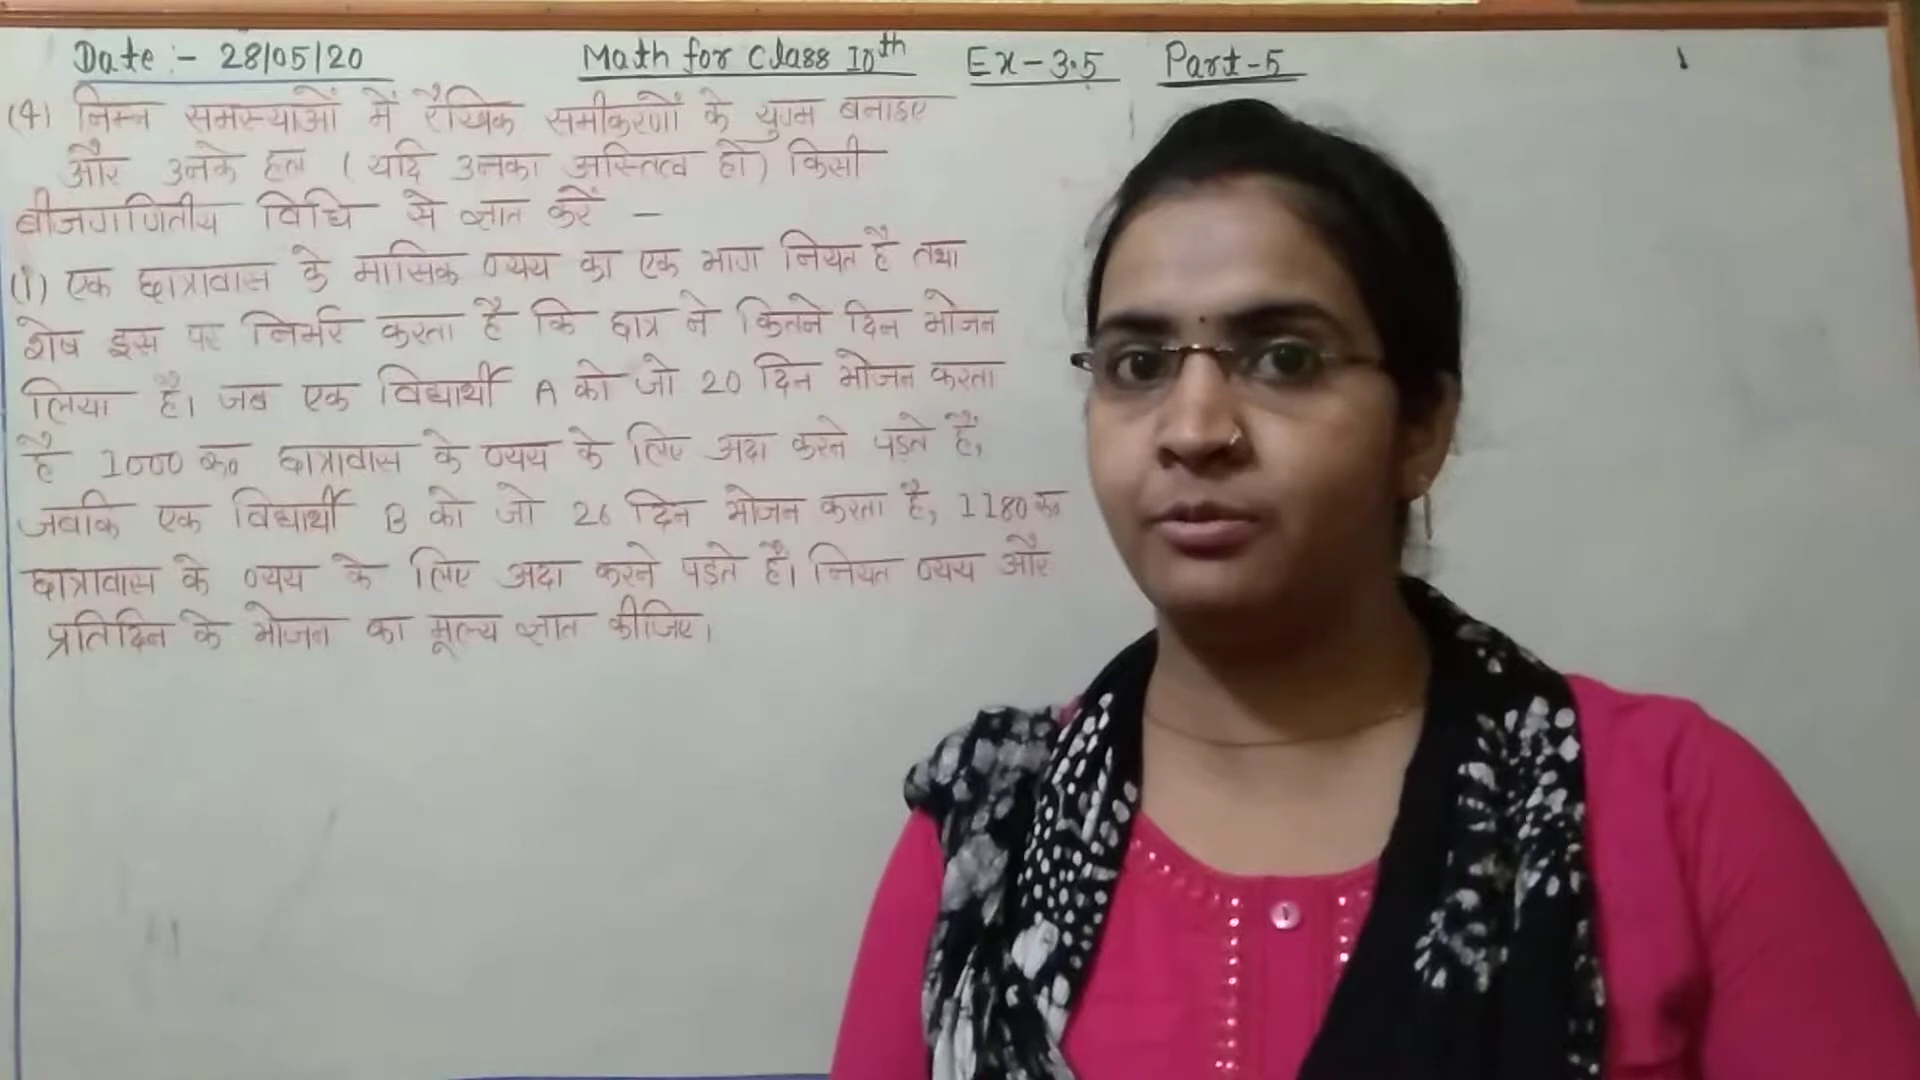 Date :- 28/05/20 Math for Class 10th Ex-3.5 Part-5 1
(4) निम्न समस्याओं में रैखिक समीकरणों के युग्म बनाइए
और उनके हल (यदि उनका अस्तित्व हो) किसी
बीजगणितीय विधि से ज्ञात करें -
(i) एक छात्रावास के मासिक व्यय का एक भाग नियत है तथा
शेष इस पर निर्भर करता है कि छात्र ने कितने दिन भोजन
लिया है। जब एक विद्यार्थी A को जो 20 दिन भोजन करता
है 1000 रू० छात्रावास के व्यय के लिए अदा करने पड़ते हैं,
जबकि एक विद्यार्थी B को जो 26 दिन भोजन करता है, 1180 रू०
छात्रावास के व्यय के लिए अदा करने पड़ते हैं। नियत व्यय और
प्रतिदिन के भोजन का मूल्य ज्ञात कीजिए।